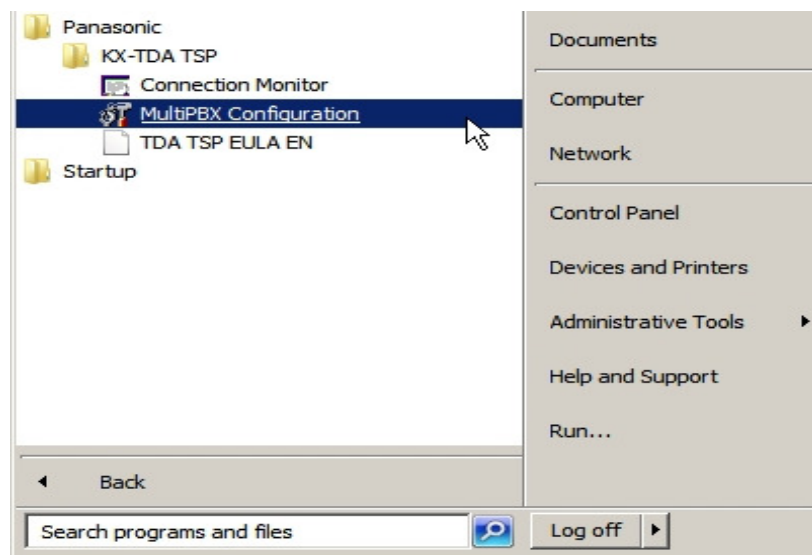 Panasonic
KX-TDA TSP
Connection Monitor
MultiPBX Configuration
TDA TSP EULA EN
Startup
Back
Search programs and files
Documents
Computer
Network
Control Panel
Devices and Printers
Administrative Tools
Help and Support
Run...
Log off